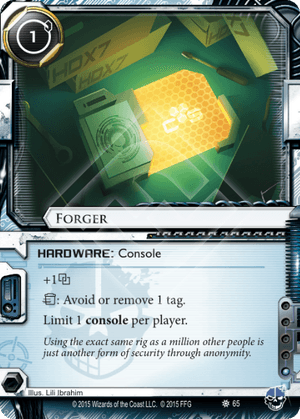 1
HDX7
HDX7
FORGER
HARDWARE: Console
+1
: Avoid or remove 1 tag.
Limit 1 console per player.
Using the exact same rig as a million other people is
just another form of security through anonymity.
Illus. Lili Ibrahim
© 2015 Wizards of the Coast LLC. © 2015 FFG
65